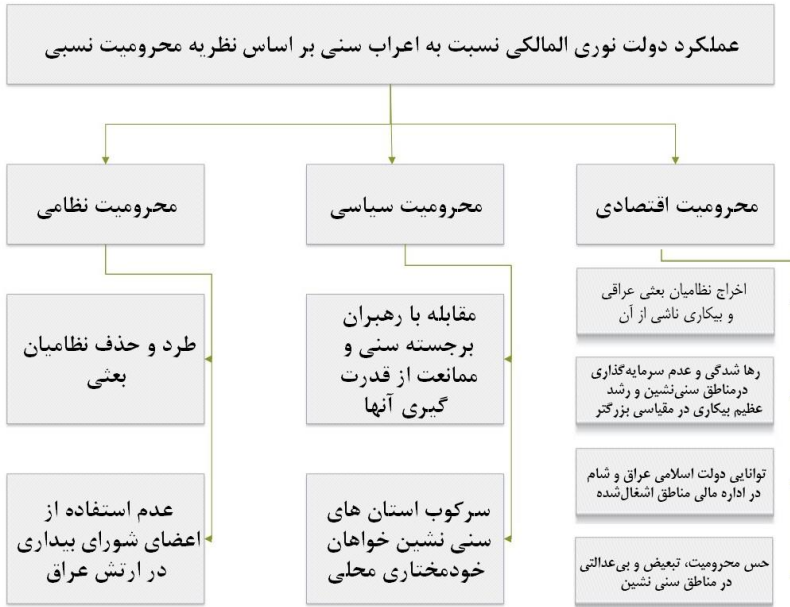 عملکرد دولت نوری المالکی نسبت به اعراب سنی بر اساس نظریه محرومیت نسبی
محرومیت اقتصادی
اخراج نظامیان بعثی عراقی
و بیکاری ناشی از آن
رها شدگی و عدم سرمایه‌گذاری
درمناطق سنی‌نشین و رشد
عظیم بیکاری در مقیاسی بزرگتر
توانایی دولت اسلامی عراق و شام
در اداره مالی مناطق اشغال‌شده
حس محرومیت، تبعیض و بی‌عدالتی
در مناطق سنی نشین
محرومیت سیاسی
مقابله با رهبران
برجسته سنی و
ممانعت از قدرت
گیری آنها
سرکوب استان های
سنی نشین خواهان
خودمختاری محلی
محرومیت نظامی
طرد و حذف نظامیان
بعثی
عدم استفاده از
اعضای شورای بیداری
در ارتش عراق